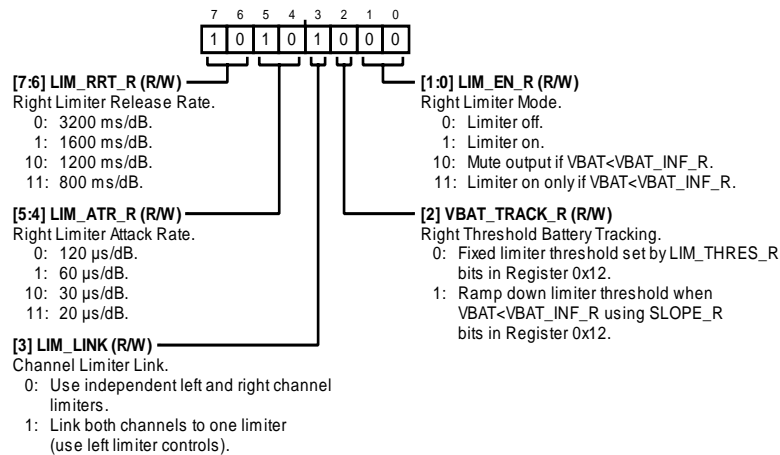 7 6 5 4 3 2 1 0
1 0 1 0 1 0 0 0
[7:6] LIM_RRT_R (R/W)
Right Limiter Release Rate.
0: 3200 ms/dB.
1: 1600 ms/dB.
10: 1200 ms/dB.
11: 800 ms/dB.
[5:4] LIM_ATR_R (R/W)
Right Limiter Attack Rate.
0: 120 µs/dB.
1: 60 µs/dB.
10: 30 µs/dB.
11: 20 µs/dB.
[3] LIM_LINK (R/W)
Channel Limiter Link.
0: Use independent left and right channel
limiters.
1: Link both channels to one limiter
(use left limiter controls).
[1:0] LIM_EN_R (R/W)
Right Limiter Mode.
0: Limiter off.
1: Limiter on.
10: Mute output if VBAT<VBAT_INF_R.
11: Limiter on only if VBAT<VBAT_INF_R.
[2] VBAT_TRACK_R (R/W)
Right Threshold Battery Tracking.
0: Fixed limiter threshold set by LIM_THRES_R
bits in Register 0x12.
1: Ramp down limiter threshold when
VBAT<VBAT_INF_R using SLOPE_R
bits in Register 0x12.